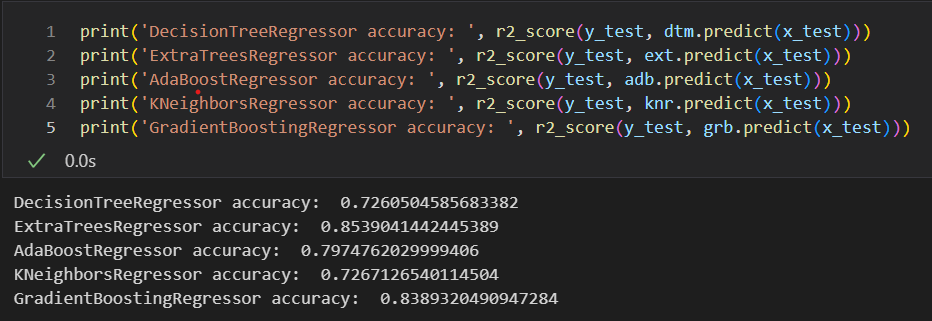 1 print('DecisionTreeRegressor accuracy: ', r2_score(y_test, dtm.predict(x_test)))
2 print('ExtraTreesRegressor accuracy: ', r2_score(y_test, ext.predict(x_test)))
3 print('AdaBoostRegressor accuracy: ', r2_score(y_test, adb.predict(x_test)))
4 print('KNeighborsRegressor accuracy: ', r2_score(y_test, knr.predict(x_test)))
5 print('GradientBoostingRegressor accuracy: ', r2_score(y_test, grb.predict(x_test)))
0.0s
DecisionTreeRegressor accuracy:  0.7260504585683382
ExtraTreesRegressor accuracy:  0.8539041442445389
AdaBoostRegressor accuracy:  0.7974762029999406
KNeighborsRegressor accuracy:  0.7267126540114504
GradientBoostingRegressor accuracy:  0.8389320490947284